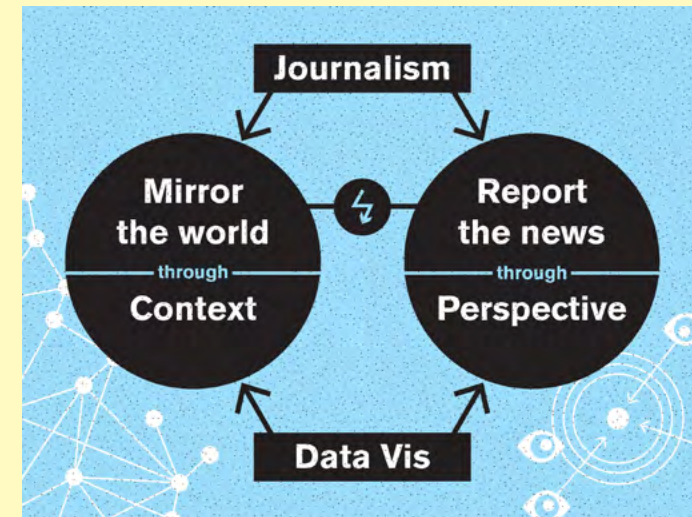 Journalism
Mirror
the world
through
Context
Report
the news
through
Perspective
Data Vis